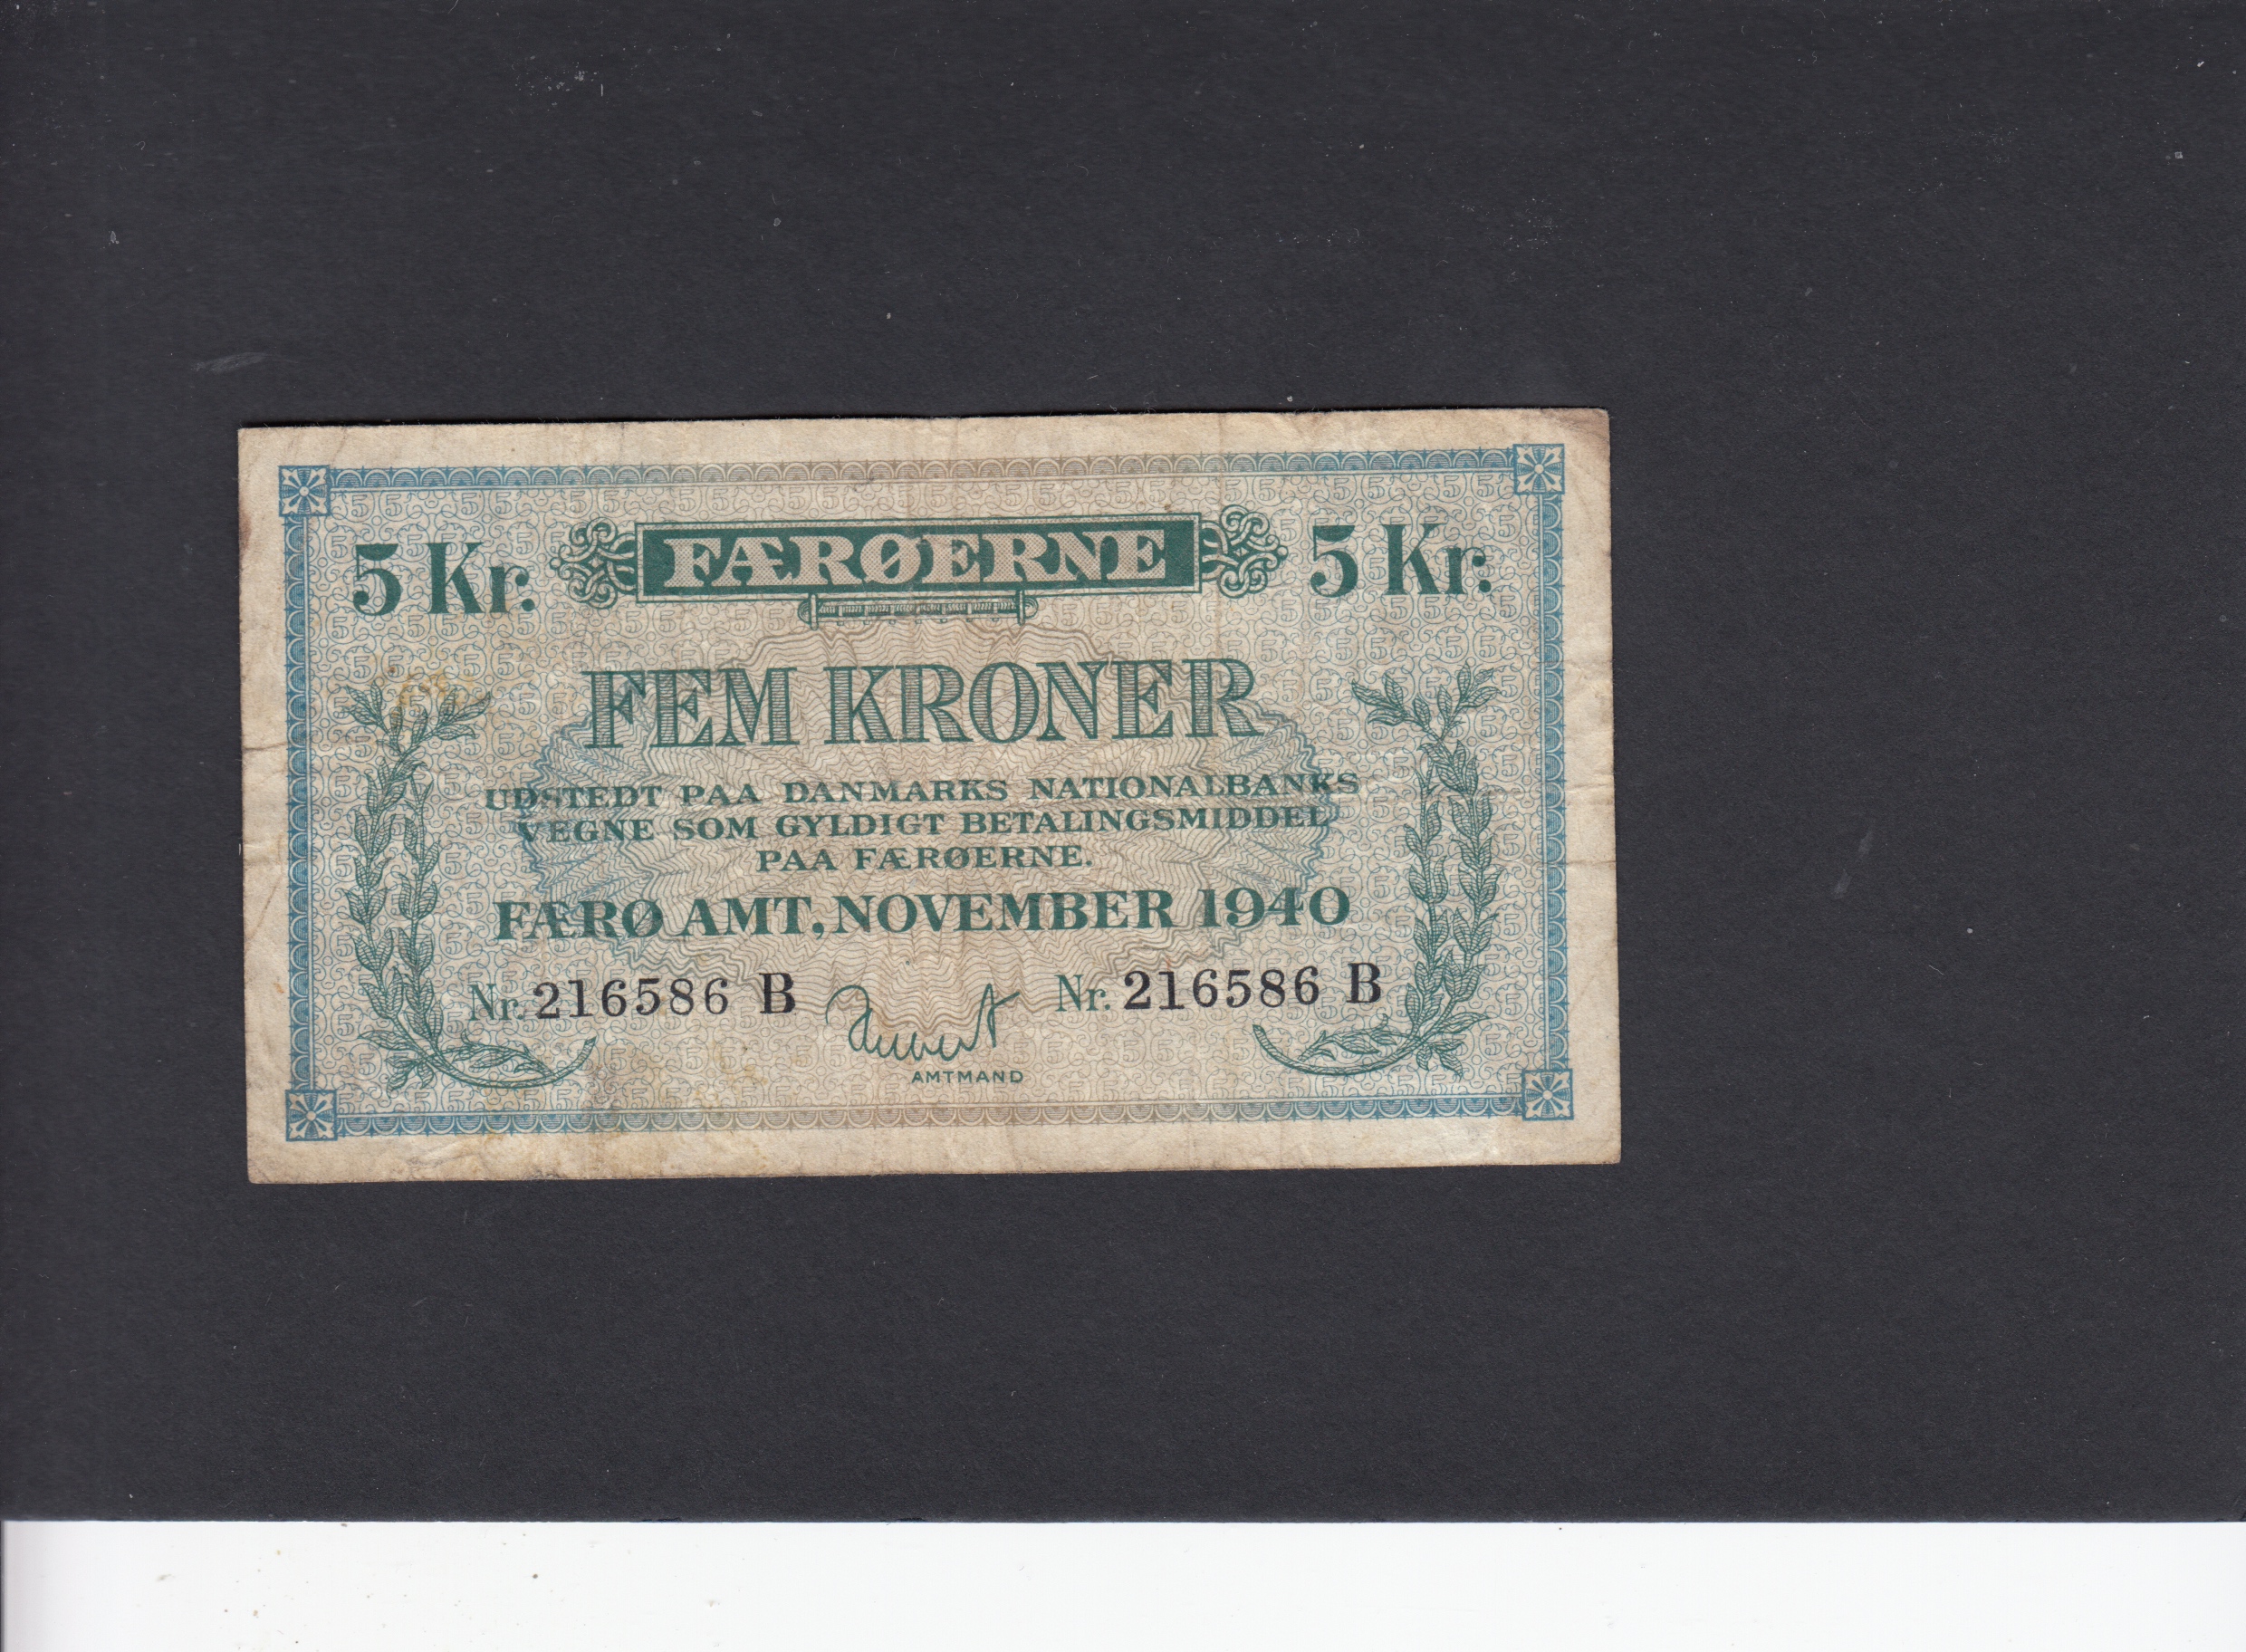 5 Kr. FÆRØERNE 5 Kr.
FEM KRONER
UDSTEDT PAA DANMARKS NATIONALBANKS
VEGNE SOM GYLDIGT BETALINGSMIDDEL
PAA FÆRØERNE.
FÆRØ AMT, NOVEMBER 1940
Nr. 216586 B Nr. 216586 B
AMTMAND